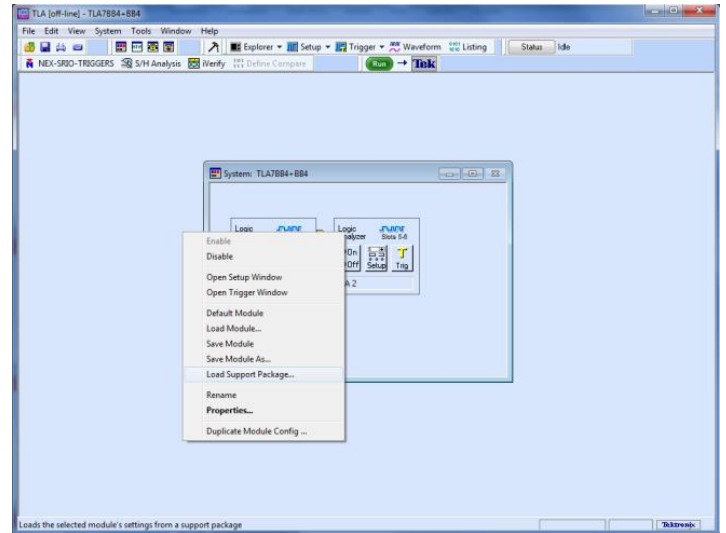 TLA [off-line] - TLA7BB4+BB4
File Edit View System Tools Window Help
Explorer Setup Trigger Waveform Listing Status Idle
NEX-SRIO-TRIGGERS S/H Analysis iVerify Define Compare Run Tek
System: TLA7BB4+BB4
Logic Logic
alyzer Slots 5-8
On
Off Setup Trig
A 2
Enable
Disable
Open Setup Window
Open Trigger Window
Default Module
Load Module...
Save Module
Save Module As...
Load Support Package...
Rename
Properties...
Duplicate Module Config ...
Loads the selected module's settings from a support package Tektronix